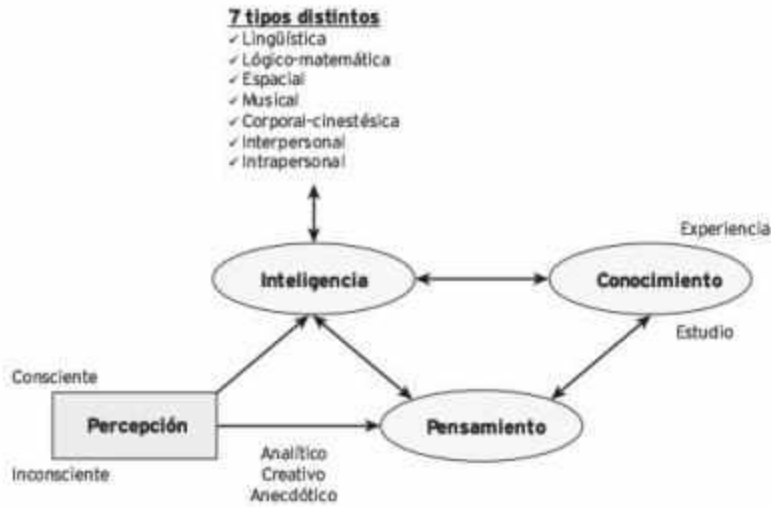 7 tipos distintos
✓ Lingüística
✓ Lógico-matemática
✓ Espacial
✓ Musical
✓ Corporal-cinestésica
✓ Interpersonal
✓ Intrapersonal
Experiencia
Inteligencia
Conocimiento
Estudio
Consciente
Percepción
Pensamiento
Inconsciente
Analítico
Creativo
Anecdótico